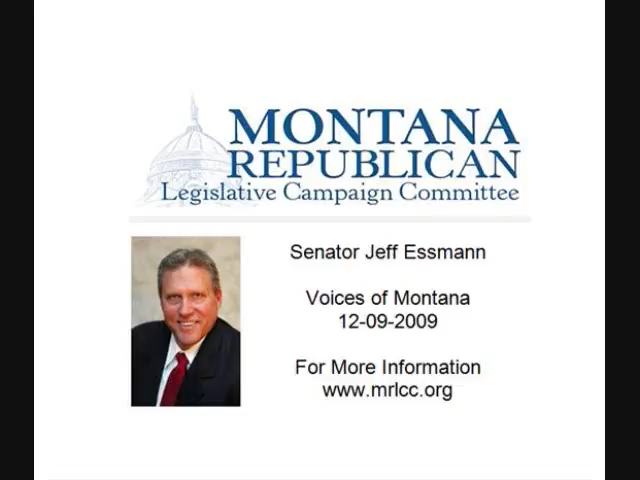 MONTANA
REPUBLICAN
Legislative Campaign Committee
Senator Jeff Essmann
Voices of Montana
12-09-2009
For More Information
www.mrlcc.org